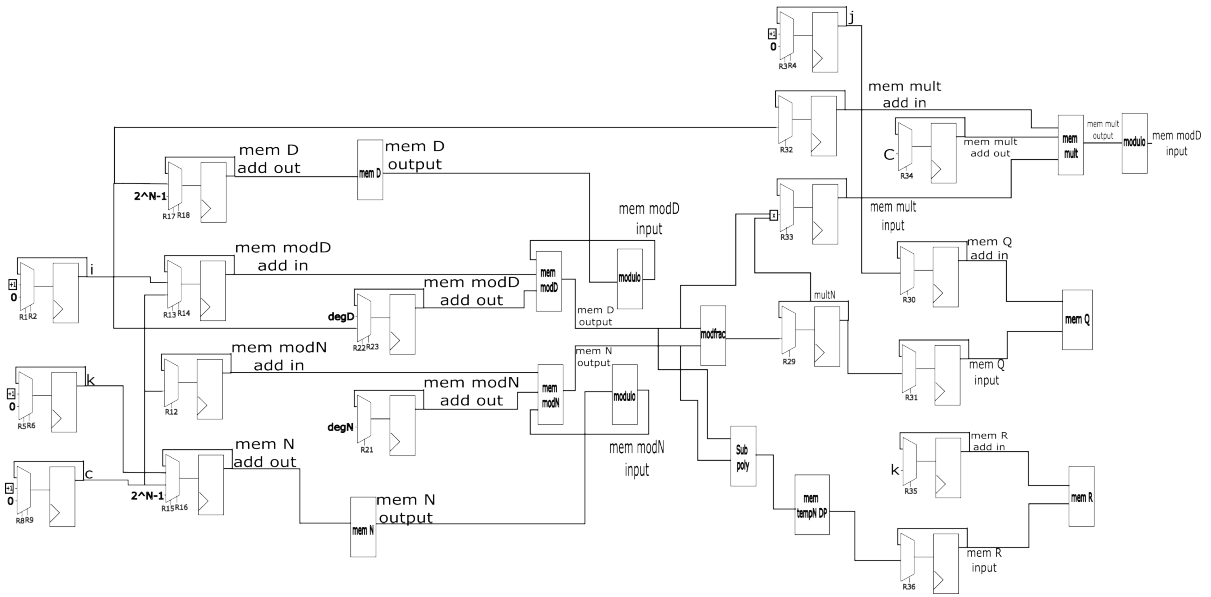 j
+1
0
R3R4
mem mult
add in
R32
C
R34
mem mult
add out
mem
mult
mem mult
output
modulo
mem modD
input
mem D
add out
2^N-1
R17 R18
mem D
mem D
output
R33
mem mult
input
mem modD
input
i
+1
0
R1R2
mem modD
add in
R13 R14
mem
modD
modulo
degD
R22R23
mem modD
add out
mem D
output
mem Q
add in
R30
mem Q
multN
R29
modfrac
mem N
output
R31
mem Q
input
k
+1
0
R5R6
mem modN
add in
R12
degN
R21
mem modN
add out
mem
modN
modulo
mem modN
input
c
+1
0
R8R9
mem N
add out
2^N-1
R15R16
mem N
mem N
output
Sub
poly
mem
tempN DP
k
R35
mem R
add in
mem R
R36
mem R
input